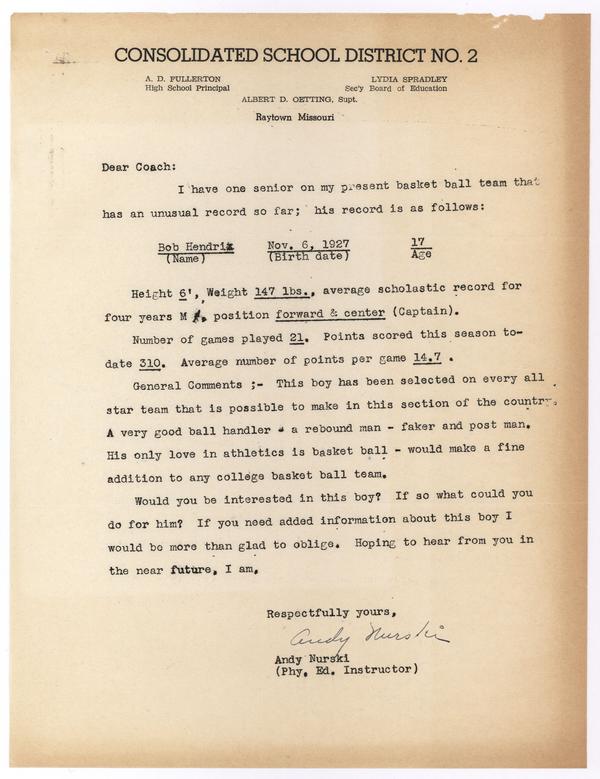 CONSOLIDATED SCHOOL DISTRICT NO. 2
A. D. FULLERTON LYDIA SPRADLEY
High School Principal Sec'y Board of Education
ALBERT D. OETTING, Supt.
Raytown Missouri
Dear Coach:
I have one senior on my present basket ball team that
has an unusual record so far; his record is as follows:
Bob Hendrix Nov. 6, 1927 17
(Name) (Birth date) Age
Height 6', Weight 147 lbs., average scholastic record for
four years M position forward & center (Captain).
Number of games played 21. Points scored this season to-
date 310. Average number of points per game 14.7 .
General Comments ;- This boy has been selected on every all
star team that is possible to make in this section of the country.
A very good ball handler - a rebound man - faker and post man.
His only love in athletics is basket ball - would make a fine
addition to any college basket ball team.
Would you be interested in this boy? If so what could you
do for him? If you need added information about this boy I
would be more than glad to oblige. Hoping to hear from you in
the near future, I am,
Respectfully yours,
Andy Nurski
Andy Nurski
(Phy. Ed. Instructor)